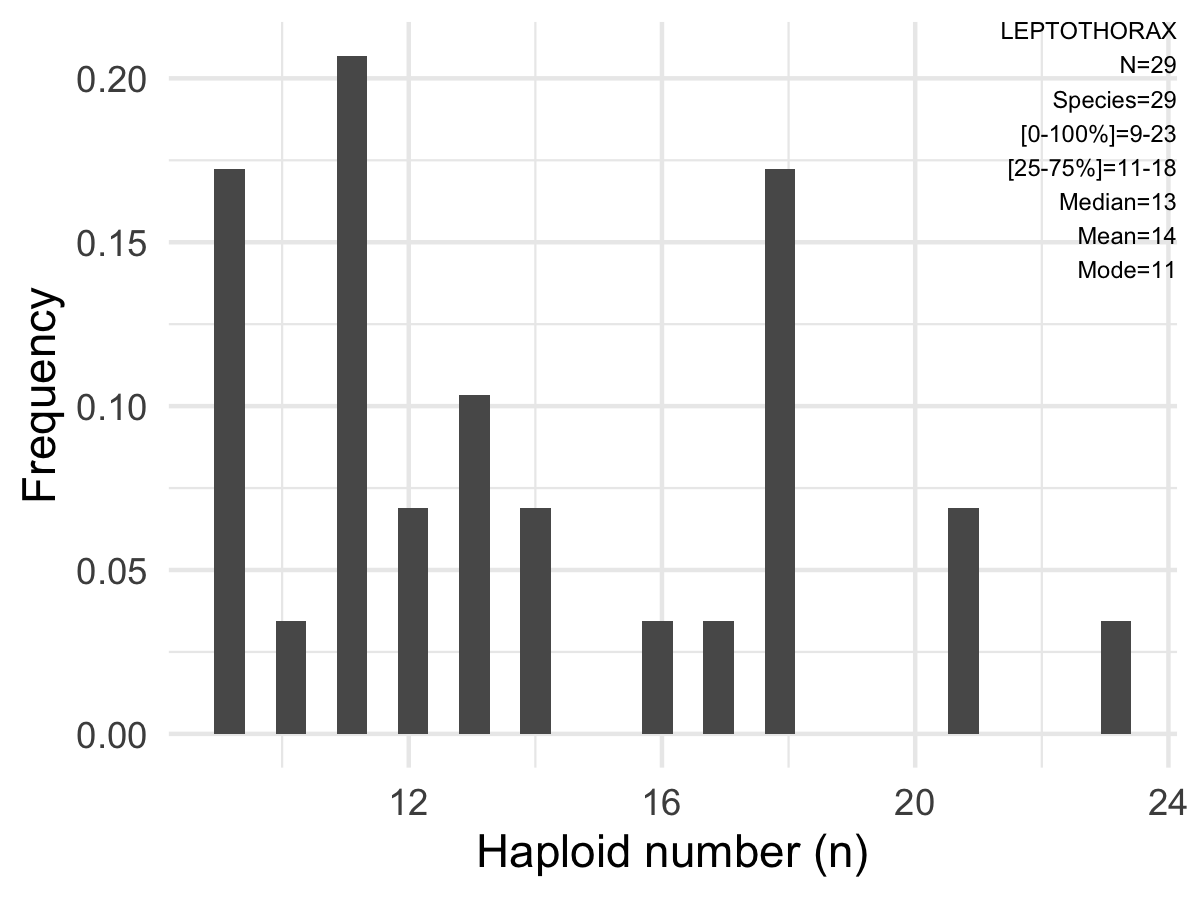 LEPTOTHORAX
N=29
Species=29
[0-100%]=9-23
[25-75%]=11-18
Median=13
Mean=14
Mode=11
Frequency
0.20
0.15
0.10
0.05
0.00
12 16 20 24
Haploid number (n)